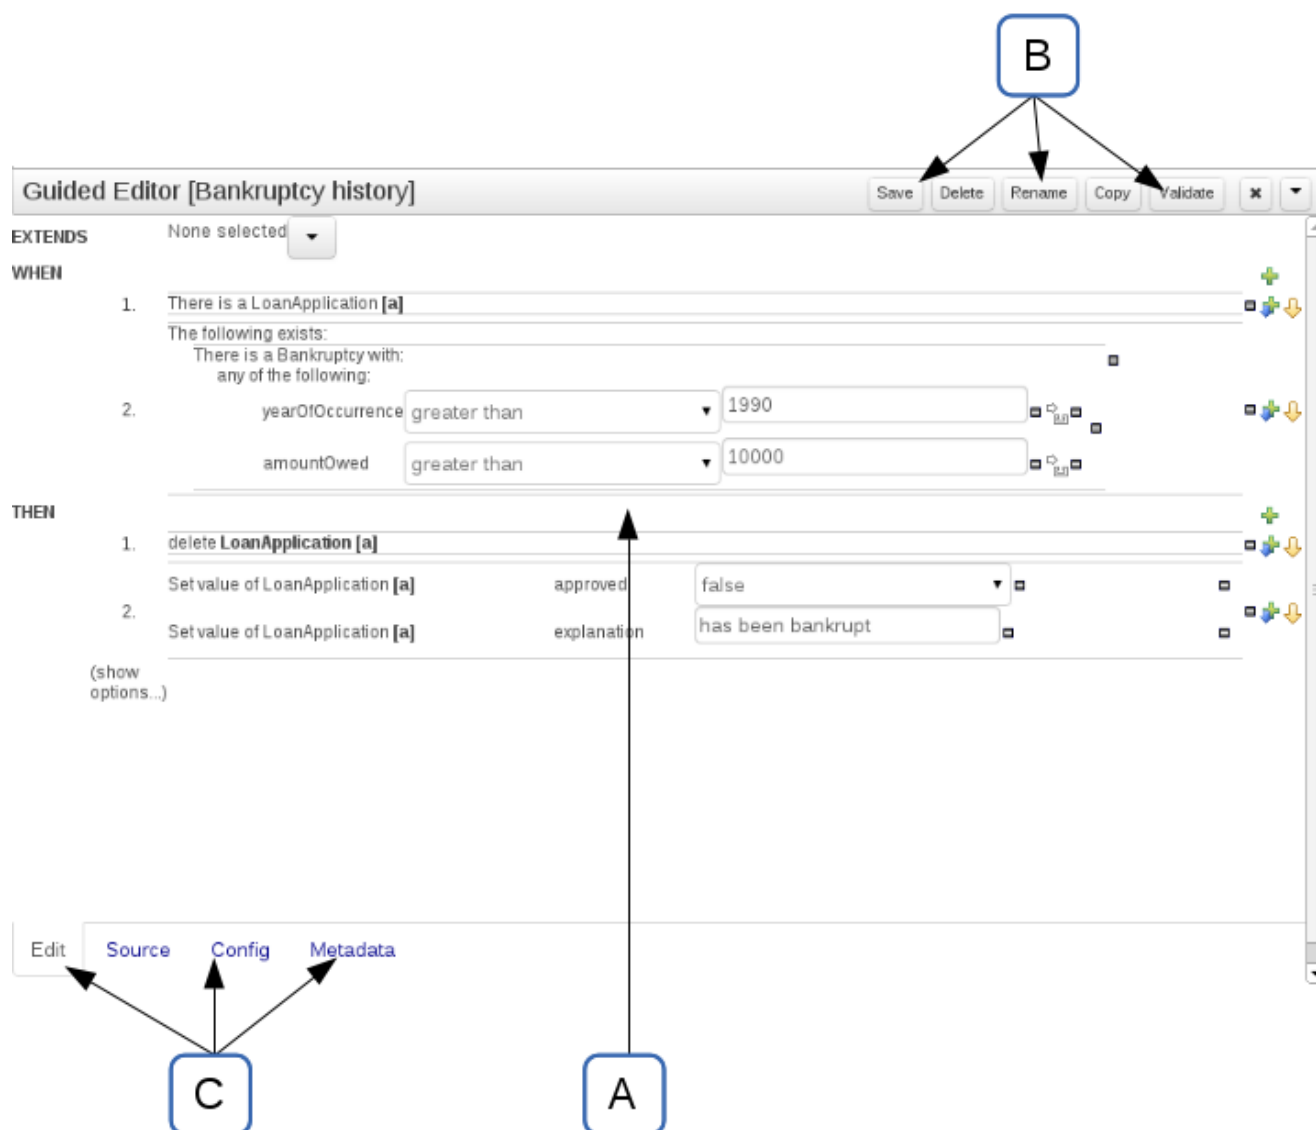 B
Guided Editor [Bankruptcy history] Save Delete Rename Copy Validate
EXTENDS None selected
WHEN
1. There is a LoanApplication [a]
The following exists:
There is a Bankruptcy with:
any of the following:
2. yearOfOccurrence greater than 1990
amountOwed greater than 10000
THEN
1. delete LoanApplication [a]
Set value of LoanApplication [a] approved false
2.
Set value of LoanApplication [a] explanation has been bankrupt
(show
options...)
Edit Source Config Metadata
C A